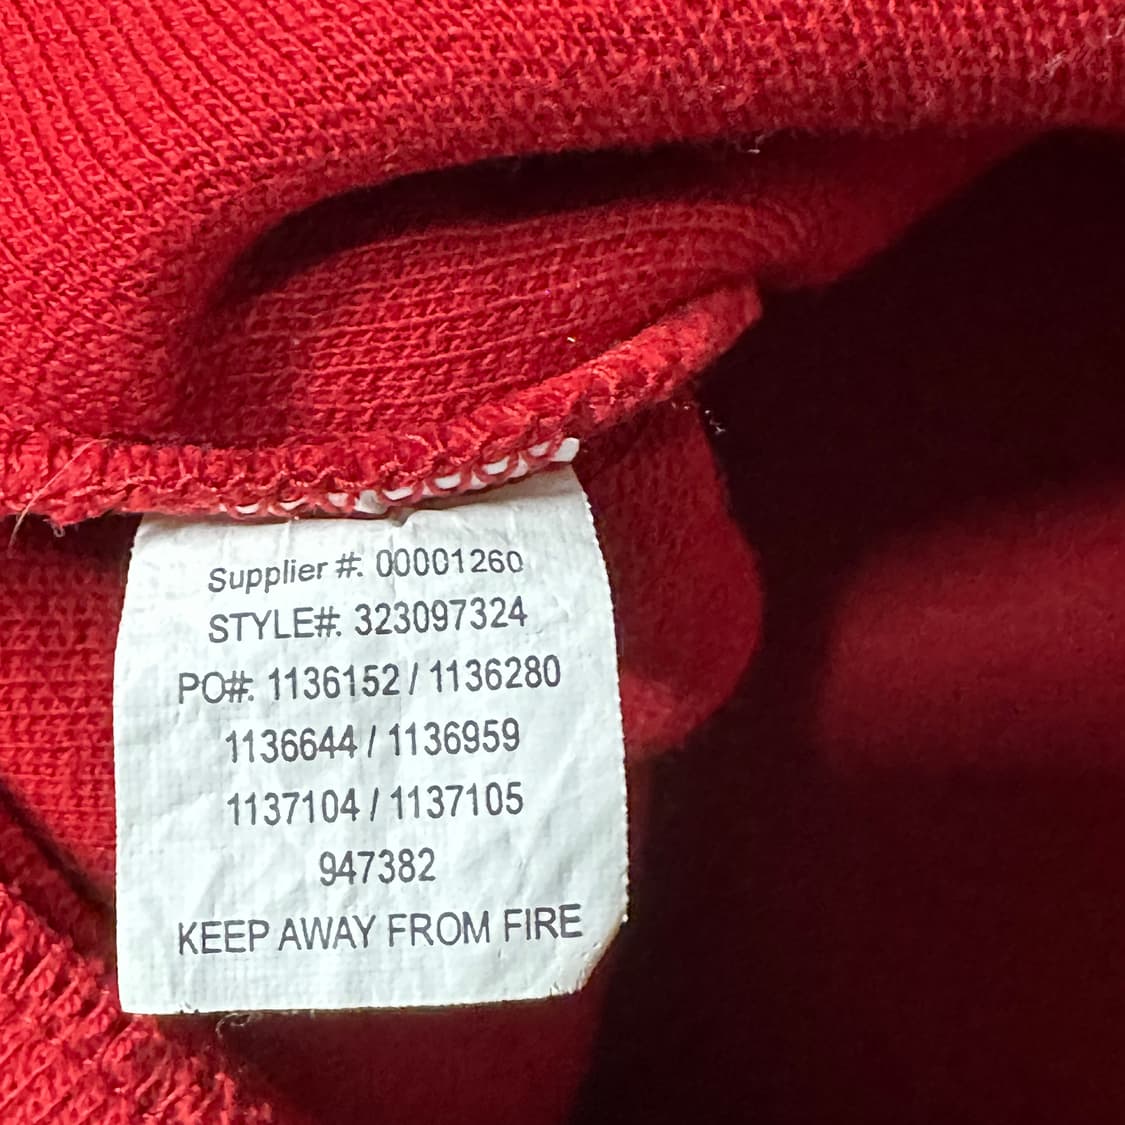 Supplier #: 00001260
STYLE#: 323097324
PO#: 1136152 / 1136280
1136644 / 1136959
1137104 / 1137105
947382
KEEP AWAY FROM FIRE